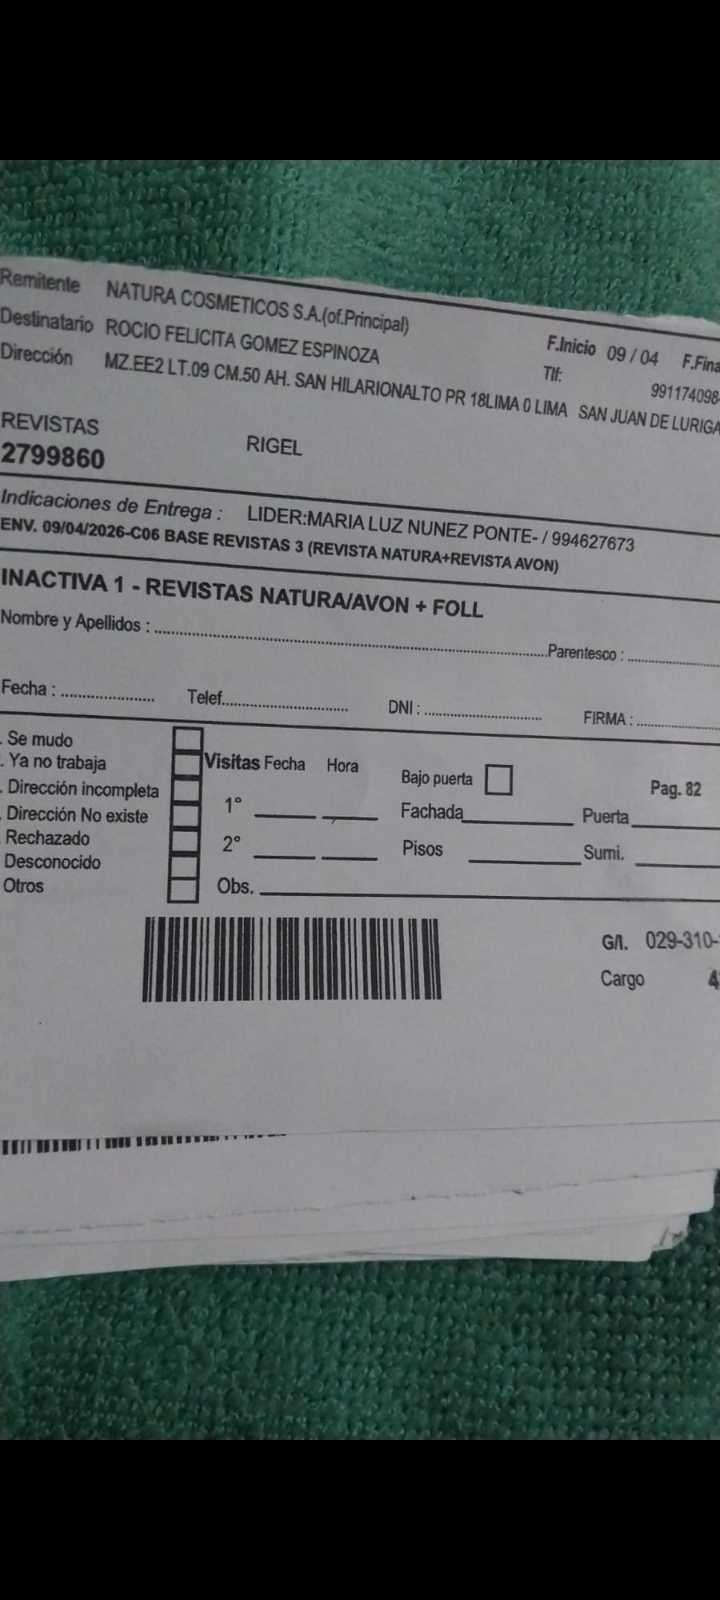 Remitente NATURA COSMETICOS S.A.(of.Principal)
Destinatario ROCIO FELICITA GOMEZ ESPINOZA F.Inicio 09 / 04 F.Fina
Dirección MZ.EE2 LT.09 CM.50 AH. SAN HILARIONALTO PR 18LIMA 0 LIMA SAN JUAN DE LURIGA
Tlf: 991174098
REVISTAS RIGEL
2799860
Indicaciones de Entrega : LIDER:MARIA LUZ NUNEZ PONTE- / 994627673
ENV. 09/04/2026-C06 BASE REVISTAS 3 (REVISTA NATURA+REVISTA AVON)
INACTIVA 1 - REVISTAS NATURA/AVON + FOLL
Nombre y Apellidos : Parentesco :
Fecha : Telef. DNI : FIRMA :
. Se mudo
. Ya no trabaja Visitas Fecha Hora Bajo puerta Pag. 82
. Dirección incompleta 1° Fachada Puerta
. Dirección No existe
. Rechazado 2° Pisos Sumi.
Desconocido
Otros Obs.
G/I. 029-310-
Cargo 4